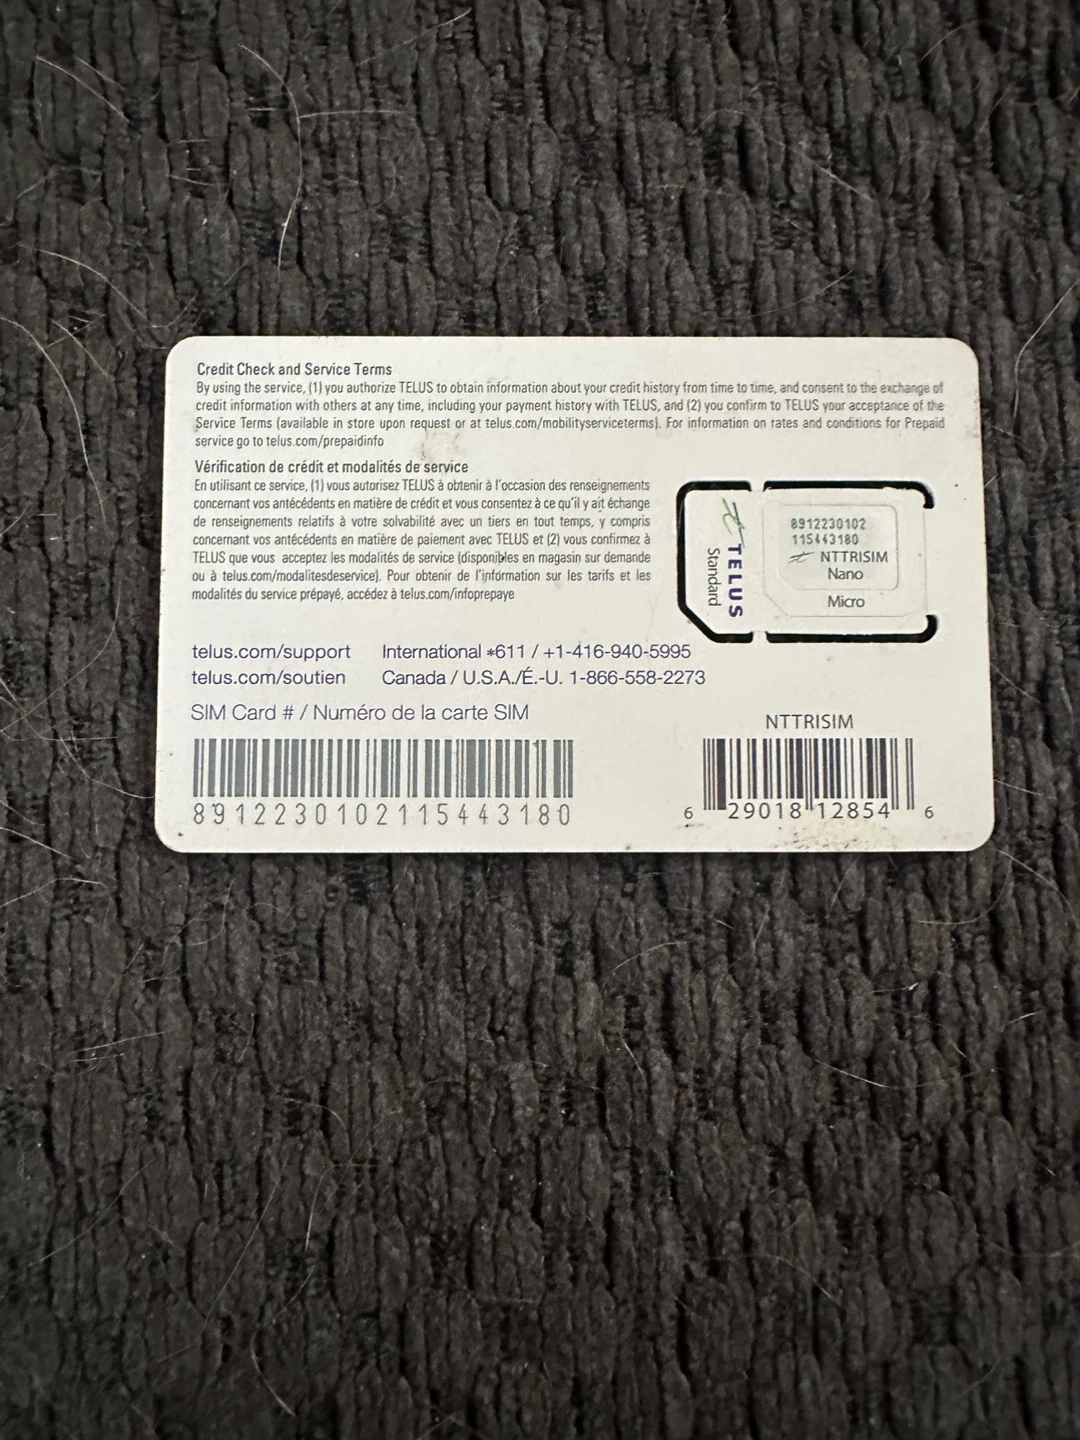 Credit Check and Service Terms
By using the service, (1) you authorize TELUS to obtain information about your credit history from time to time, and consent to the exchange of
credit information with others at any time, including your payment history with TELUS, and (2) you confirm to TELUS your acceptance of the
Service Terms (available in store upon request or at telus.com/mobilityserviceterms). For information on rates and conditions for Prepaid
service go to telus.com/prepaidinfo
Vérification de crédit et modalités de service
En utilisant ce service, (1) vous autorisez TELUS à obtenir à l'occasion des renseignements
concernant vos antécédents en matière de crédit et vous consentez à ce qu'il y ait échange
de renseignements relatifs à votre solvabilité avec un tiers en tout temps, y compris
concernant vos antécédents en matière de paiement avec TELUS et (2) vous confirmez à
TELUS que vous acceptez les modalités de service (disponibles en magasin sur demande
ou à telus.com/modalitesdeservice). Pour obtenir de l'information sur les tarifs et les
modalités du service prépayé, accédez à telus.com/infoprepaye
TELUS
Standard
8912230102
115443180
NTTRISIM
Nano
Micro
telus.com/support International *611 / +1-416-940-5995
telus.com/soutien Canada / U.S.A./É.-U. 1-866-558-2273
SIM Card # / Numéro de la carte SIM
8912230102115443180
NTTRISIM
6 29018 12854 6